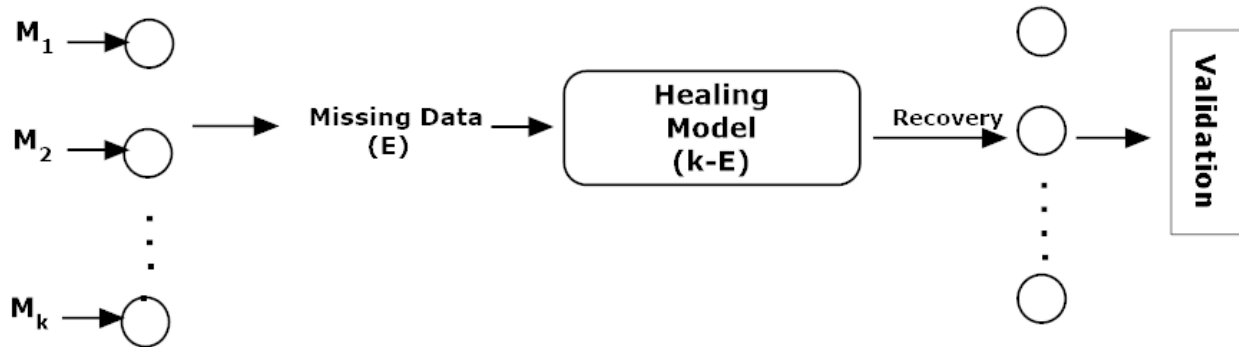 M1
M2
Mk
Missing Data
(E)
Healing
Model
(k-E)
Recovery
Validation